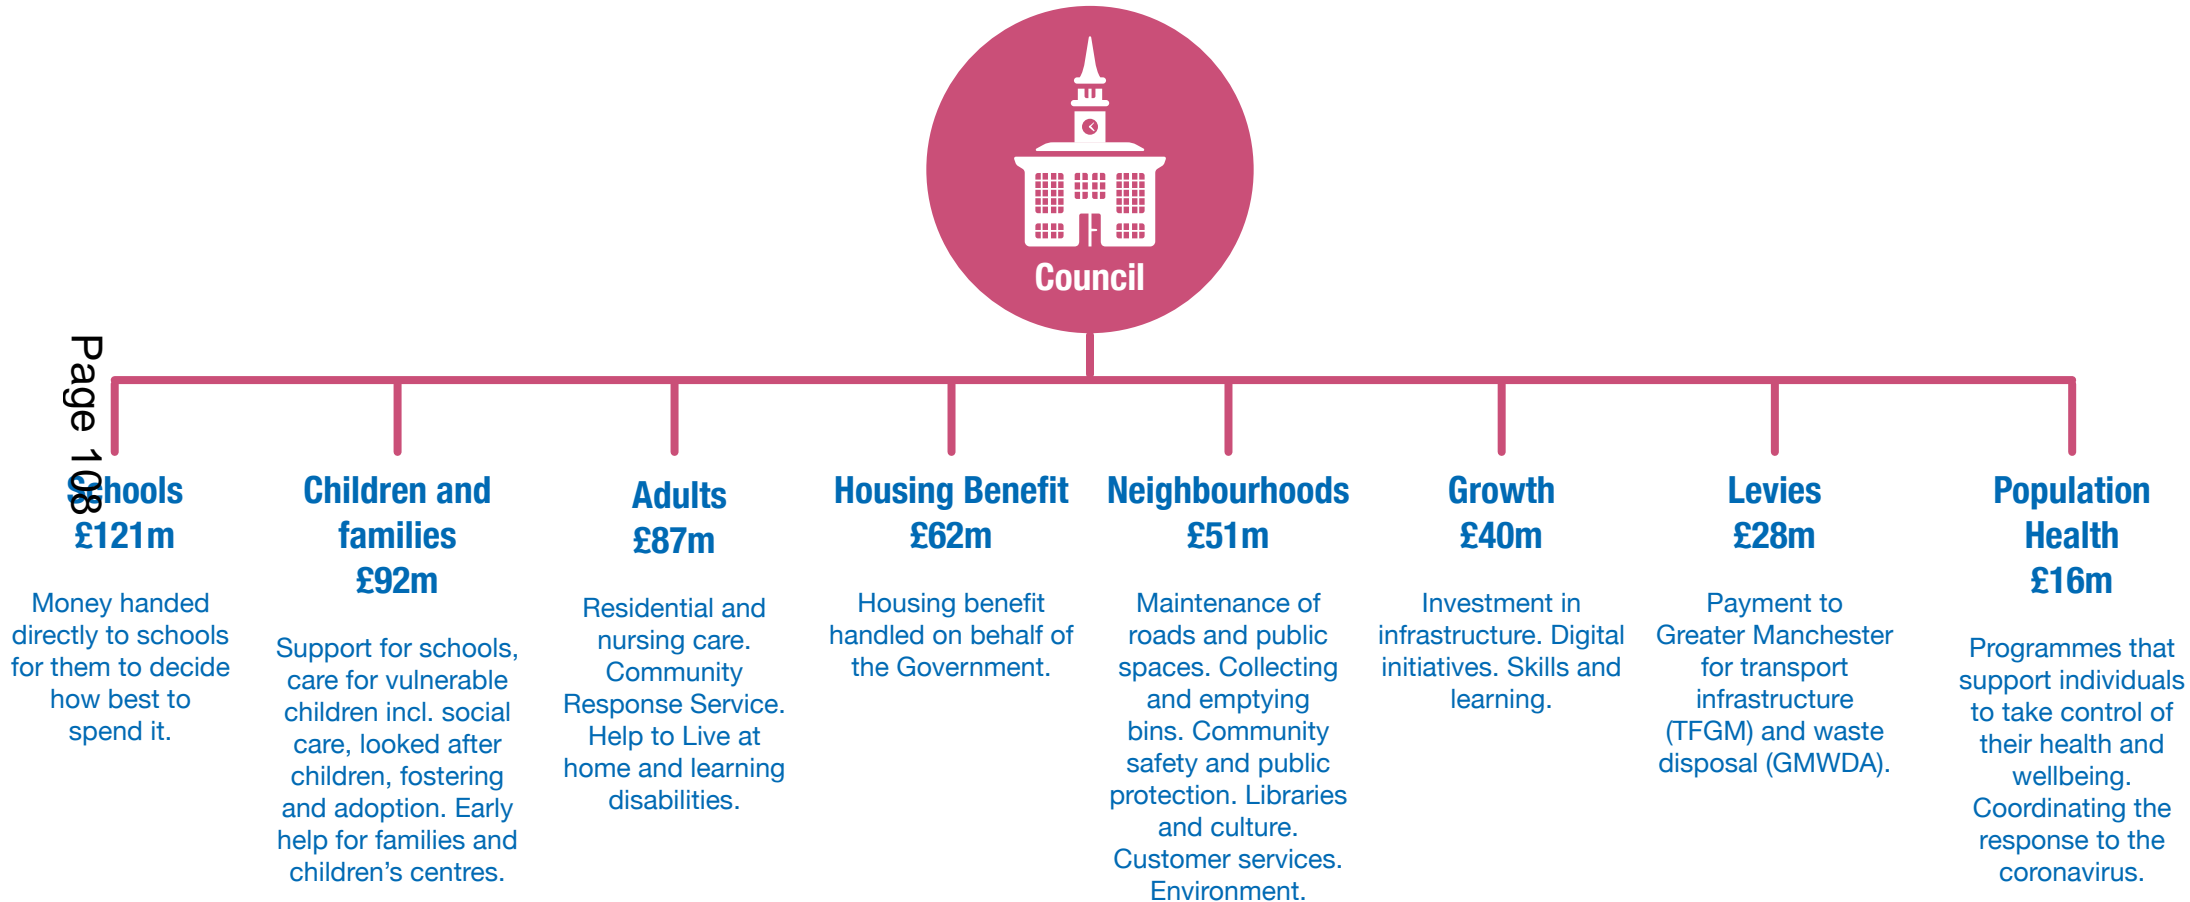 Council
Page 108
Schools
£121m
Money handed
directly to schools
for them to decide
how best to
spend it.
Children and
families
£92m
Support for schools,
care for vulnerable
children incl. social
care, looked after
children, fostering
and adoption. Early
help for families and
children’s centres.
Adults
£87m
Residential and
nursing care.
Community
Response Service.
Help to Live at
home and learning
disabilities.
Housing Benefit
£62m
Housing benefit
handled on behalf of
the Government.
Neighbourhoods
£51m
Maintenance of
roads and public
spaces. Collecting
and emptying
bins. Community
safety and public
protection. Libraries
and culture.
Customer services.
Environment.
Growth
£40m
Investment in
infrastructure. Digital
initiatives. Skills and
learning.
Levies
£28m
Payment to
Greater Manchester
for transport
infrastructure
(TFGM) and waste
disposal (GMWDA).
Population
Health
£16m
Programmes that
support individuals
to take control of
their health and
wellbeing.
Coordinating the
response to the
coronavirus.